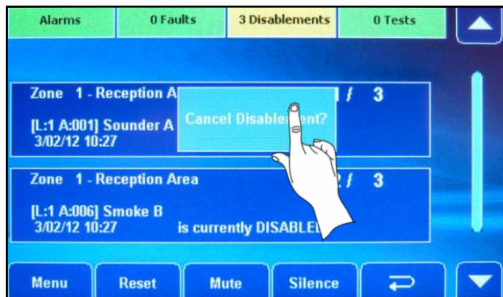 Alarms 0 Faults 3 Disablements 0 Tests
Zone 1 - Reception A / 3
Cancel Disablement?
[L:1 A:001] Sounder A
3/02/12 10:27
Zone 1 - Reception Area 2 / 3
[L:1 A:006] Smoke B
3/02/12 10:27 is currently DISABLED
Menu Reset Mute Silence